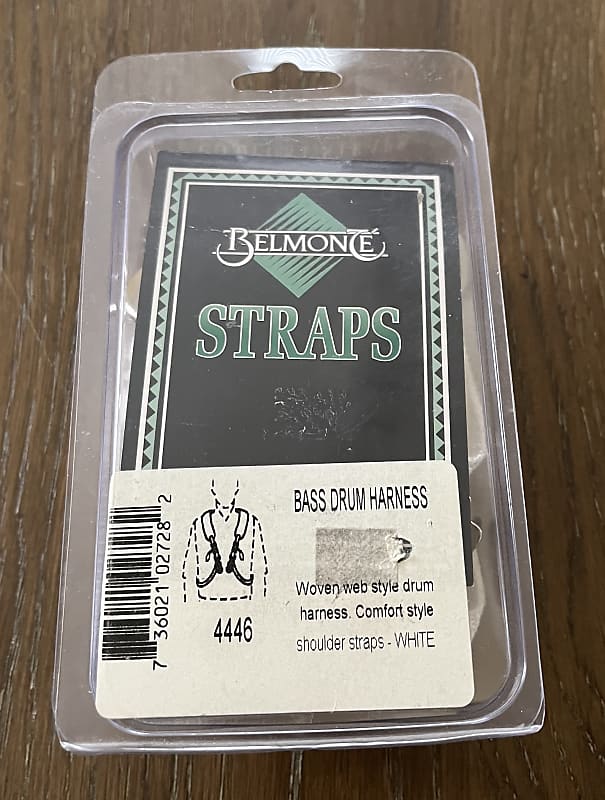 BELMONTE
STRAPS
BASS DRUM HARNESS
Woven web style drum
harness. Comfort style
shoulder straps - WHITE
4446
7 36021 02728 2